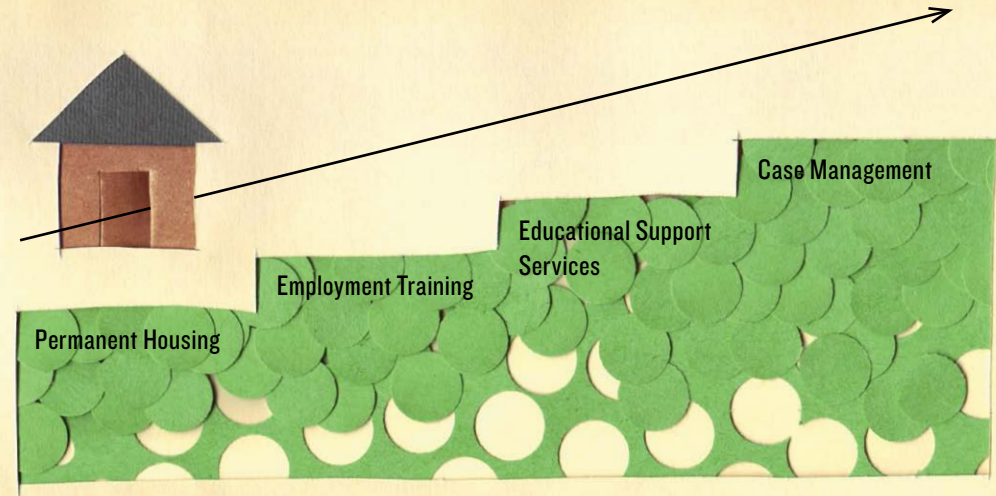 Case Management
Educational Support
Services
Employment Training
Permanent Housing